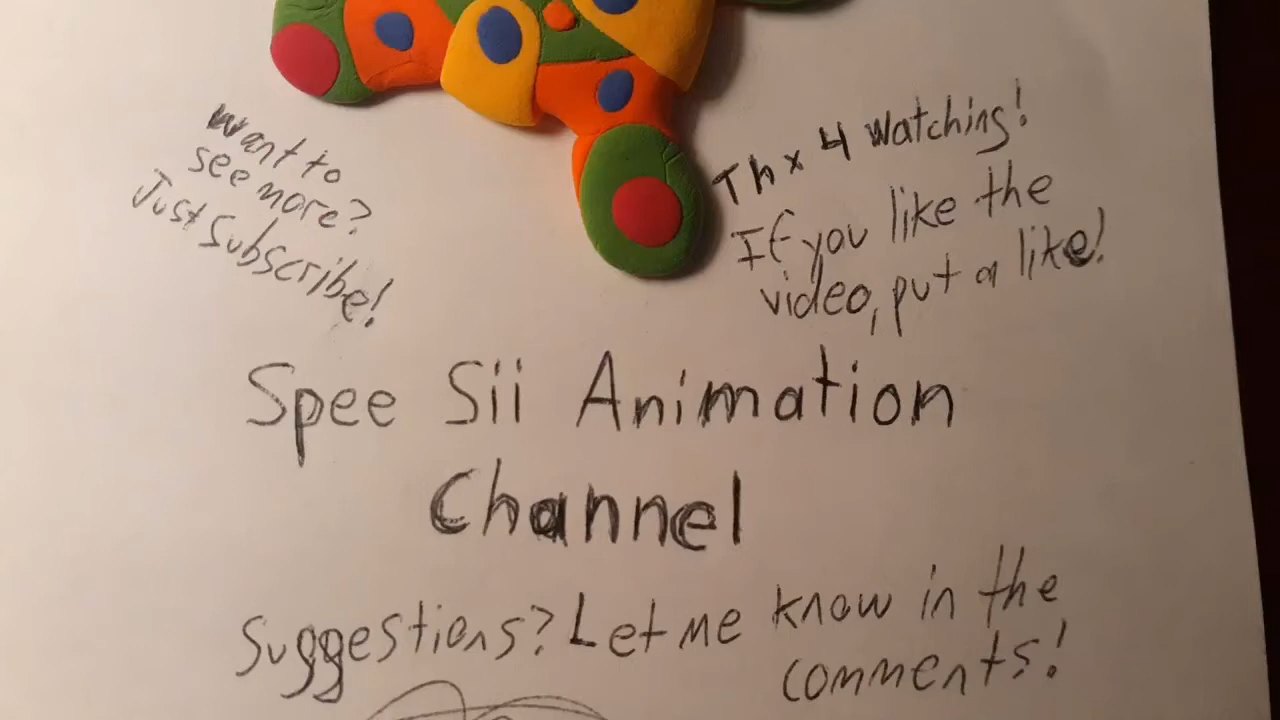 Want to
see more?
Just Subscribe!
Thx 4 Watching!
If you like the
video, put a like!
Spee Sii Animation
Channel
Suggestions? Let me know in the
comments!